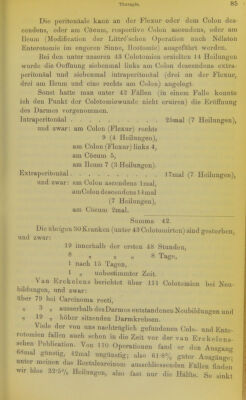 Therapie. 85
Die peritoneale kann an der Flexur oder dem Colon des-
cendens, oder am Cöcum, respective Colon ascendens, oder am
Ileum (Modification der Littré'schen Operation nach Nélaton
Enterotomie im engeren Sinne, Ileotomie) ausgeführt werden.
Bei den unter unseren 43 Colotomien erzielten 14 Heilungen
wurde die Oeffnung siebenmal links am Colon descendens extra-
peritonäal und siebenmal intraperitonäal (drei an der Flexur,
drei am Ileum und eine rechts am Colon) angelegt.
Sonst hatte man unter 43 Fällen (in einem Falle konnte
ich den Punkt der Colotomiewunde nicht eruiren) die Eröffnung
des Darmes vorgenommen.
Intraperitonäal . . . . . . . . . . 25mal (7 Heilungen),
und zwar: am Colon (Flexur) rechts
9 (4 Heilungen),
am Colon (Flexur) links 4,
am Cöcum 5,
am Ileum 7 (3 Heilungen).
Extraperitonäal . . . . . . . . . . 17mal (7 Heilungen),
und zwar: am Colon ascendens 1mal,
am Colon descendens 14mal
(7 Heilungen),
am Cöcum 2mal.
Summa 42.
Die übrigen 30 Kranken (unter 43 Colotomirten) sind gestorben,
und zwar:
19 innerhalb der ersten 48 Stunden,
8 „ „ „ 8 Tage,
1 nach 15 Tagen,
1 „ unbestimmter Zeit.
Van Erckelens berichtet über 111 Colotomien bei Neu-
bildungen, und zwar:
über 79 bei Carcinoma recti,
„ 3 „ ausserhalb des Darmes entstandenen Neubildungen und
„ 19 „ höher sitzenden Darmkrebsen.
Viele der von uns nachträglich gefundenen Colo- und Ente-
rotomien fallen auch schon in die Zeit vor der van Erckelens-
schen Publication. Von 110 Operationen fand er den Ausgang
68mal günstig, 42mal ungünstig; also 61·8% guter Ausgänge;
unter meinen das Rectalcarcinom ausschliessenden Fällen finden
wir blos 32·5% Heilungen, also fast nur die Hälfte. So sinkt